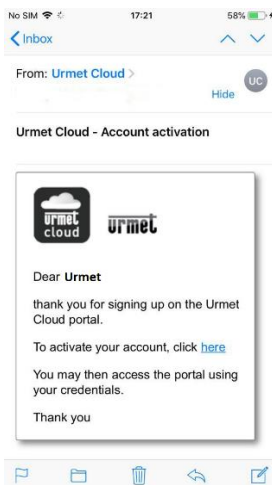 No SIM 17:21 58%
Inbox
From: Urmet Cloud
UC
Hide
Urmet Cloud - Account activation
urmet
cloud
urmet
Dear Urmet
thank you for signing up on the Urmet
Cloud portal.
To activate your account, click here
You may then access the portal using
your credentials.
Thank you